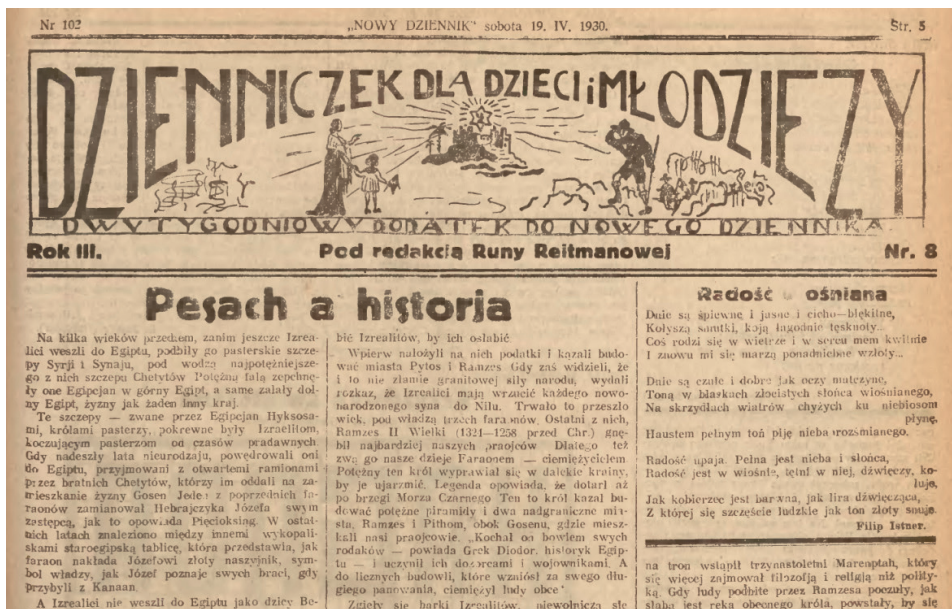 Nr 102
„NOWY DZIENNIK" sobota 19. IV. 1930.
Str. 5
DZIENNICZEK DLA DZIECI i MŁODZIEŻY
DWUTYGODNIOWY DODATEK DO NOWEGO DZIENNIKA
Rok III.
Pod redakcją Runy Reitmanowej
Nr. 8
Pesach a historja
Na kilka wieków przedtem, zanim jeszcze Izrea-
lici weszli do Egiptu, podbiły go pasterskie szcze-
py Syrji i Synaju, pod wodzą najpotężniejsze-
go z nich szczepu Chetytów Potężną falą zepchnę-
ły one Egipcjan w górny Egipt, a same zalały dol-
ny Egipt, żyzny jak żaden inny kraj.
Te szczepy — zwane przez Egipcjan Hyksosa-
mi, królami pasterzy, pokrewne były Izraelitom,
koczującym pasterzom od czasów pradawnych.
Gdy nadeszły lata nieurodzaju, powędrowali oni
do Egiptu, przyjmowani z otwartemi ramionami
przez bratnich Chetytów, którzy im oddali na za-
mieszkanie żyzny Gosen Jeden z poprzednich fa-
raonów zamianował Hebrajczyka Józefa swym
zastępcą, jak to opowiada Pięcioksiąg. W ostat-
nich latach znaleziono między innemi wykopali-
skami staroegipską tablicę, która przedstawia, jak
faraon nakłada Józefowi złoty naszyjnik, sym-
bol władzy, jak Józef poznaje swych braci, gdy
przybyli z Kanaan.
A Izraelici nie weszli do Egiptu jako dzicy Be-
bić Izrealitów, by ich osłabić
Wpierw nałożyli na nich podatki i kazali budo-
wać miasta Pytos i Ramzes Gdy zaś widzieli, że
i to nie złamie granitowej siły narodu, wydali
rozkaz, że Izrealici mają wrzucić każdego nowo-
narodzonego syna do Nilu. Trwało to przeszło
wiek, pod władzą trzech faraonów. Ostatni z nich,
Ramzes II Wielki (1324—1258 przed Chr.) gnę-
bił najbardziej naszych praojców Dlatego też
zwą go nasze dzieje Faraonem — ciemiężycielem
Potężny ten król wyprawiał się w dalekie krainy,
by je ujarzmić. Legenda opowiada, że dotarł aż
po brzegi Morza Czarnego Ten to król kazał bu-
dować potężne piramidy i dwa nadgraniczne mia-
sta, Ramzes i Pithom, obok Gosenu, gdzie miesz-
kali nasi praojcowie. „Kochał on bowiem swych
rodaków — powiada Grek Diodor, historyk Egip-
tu — i uczynił ich dozorcami i wojownikami. A
do licznych budowli, które wzniósł za swego dłu-
giego panowania, ciemiężył ludy obce"
Zgięły się barki Izrealitów, niewolniczą się
Radość ośniana
Dnie są śpiewne i jasne i cicho—błękitne,
Kołyszą smutki, koją łagodnie tęsknoty...
Coś rodzi się w wietrze i w sercu mem kwitnie
I znowu mi się marzą ponadniebne wzloty...
Dnie są czułe i dobre jak oczy matczyne,
Toną w blaskach złocistych słońca wiośnianego,
Na skrzydłach wiatrów chyżych ku niebiosom
płynę,
Haustem pełnym toń piję nieba rozśmianego.
Radość upaja. Pełna jest nieba i słońca,
Radość jest w wiośnie, tętni w niej, dźwięczy, ko-
luje,
Jak kobierzec jest barwna, jak lira dźwięcząca,
Z której się szczęście ludzkie jak ton złoty snuje.
Filip Istner.
na tron wstąpił trzynastoletni Marenptah, który
się więcej zajmował filozofją i religją niż polity-
ką. Gdy ludy podbite przez Ramzesa poczuły, jak
słabą jest ręka obecnego króla, powstały, by się